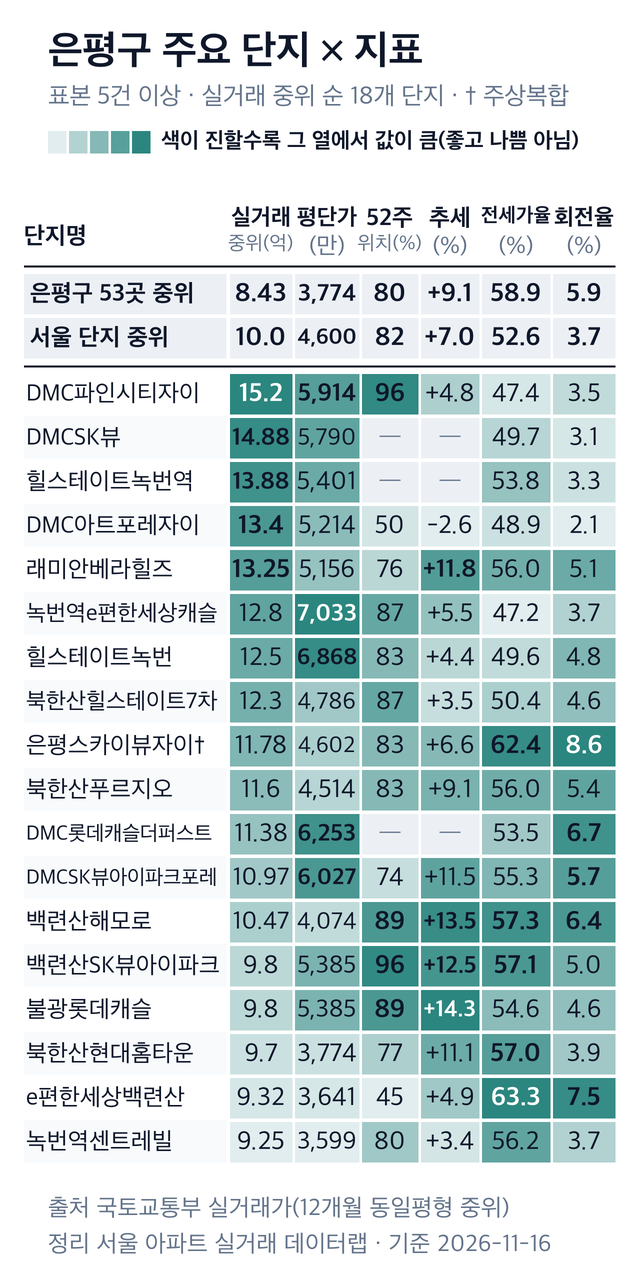 은평구 주요 단지 × 지표
표본 5건 이상 · 실거래 중위 순 18개 단지 · † 주상복합
색이 진할수록 그 열에서 값이 큼(좋고 나쁨 아님)
단지명 실거래 중위(억) 평단가 (만) 52주 위치(%) 추세 (%) 전세가율 (%) 회전율 (%)
은평구 53곳 중위 8.43 3,774 80 +9.1 58.9 5.9
서울 단지 중위 10.0 4,600 82 +7.0 52.6 3.7
DMC파인시티자이 15.2 5,914 96 +4.8 47.4 3.5
DMCSK뷰 14.88 5,790 — — 49.7 3.1
힐스테이트녹번역 13.88 5,401 — — 53.8 3.3
DMC아트포레자이 13.4 5,214 50 -2.6 48.9 2.1
래미안베라힐즈 13.25 5,156 76 +11.8 56.0 5.1
녹번역e편한세상캐슬 12.8 7,033 87 +5.5 47.2 3.7
힐스테이트녹번 12.5 6,868 83 +4.4 49.6 4.8
북한산힐스테이트7차 12.3 4,786 87 +3.5 50.4 4.6
은평스카이뷰자이† 11.78 4,602 83 +6.6 62.4 8.6
북한산푸르지오 11.6 4,514 83 +9.1 56.0 5.4
DMC롯데캐슬더퍼스트 11.38 6,253 — — 53.5 6.7
DMCSK뷰아이파크포레 10.97 6,027 74 +11.5 55.3 5.7
백련산해모로 10.47 4,074 89 +13.5 57.3 6.4
백련산SK뷰아이파크 9.8 5,385 96 +12.5 57.1 5.0
불광롯데캐슬 9.8 5,385 89 +14.3 54.6 4.6
북한산현대홈타운 9.7 3,774 77 +11.1 57.0 3.9
e편한세상백련산 9.32 3,641 45 +4.9 63.3 7.5
녹번역센트레빌 9.25 3,599 80 +3.4 56.2 3.7
출처 국토교통부 실거래가(12개월 동일평형 중위)
정리 서울 아파트 실거래 데이터랩 · 기준 2026-11-16